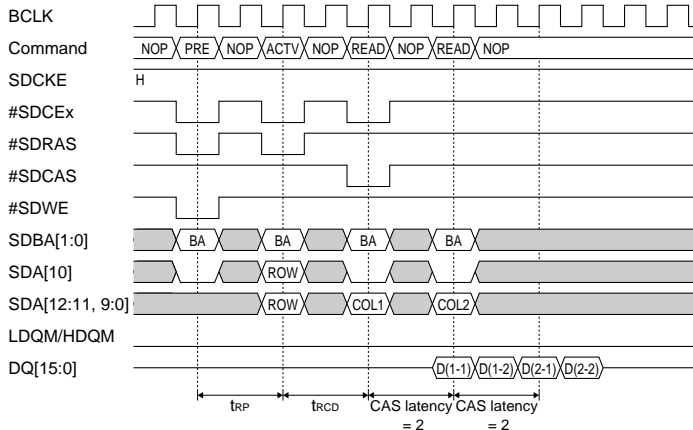 BCLK
Command NOP PRE NOP ACTV NOP READ NOP READ NOP
SDCKE H
#SDCEx
#SDRAS
#SDCAS
#SDWE
SDBA[1:0] BA BA BA BA
SDA[10] ROW
SDA[12:11, 9:0] ROW COL1 COL2
LDQM/HDQM
DQ[15:0] D(1-1) D(1-2) D(2-1) D(2-2)
tRP tRCD CAS latency CAS latency
= 2 = 2